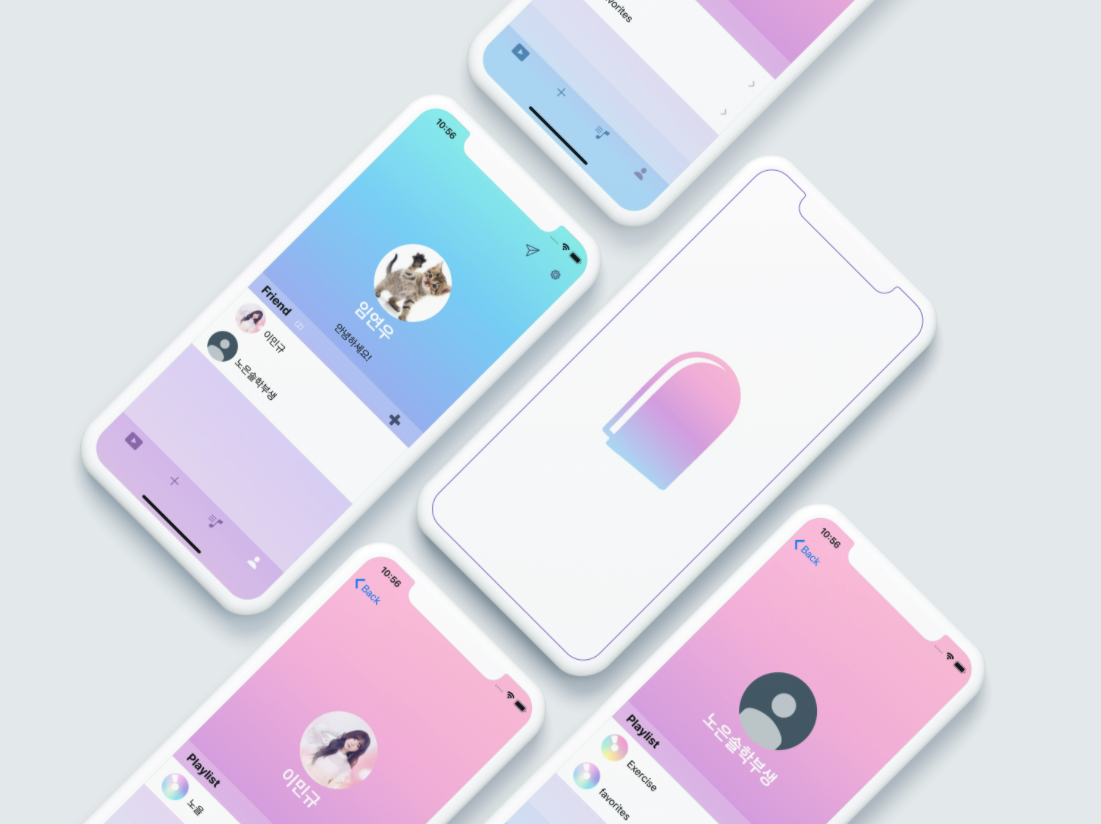 favorites
10:56
임연우
안녕하세요!
Friend (2)
이민규
노은솔학부생
10:56
Back
이민규
Playlist
노을
10:56
Back
노은솔학부생
Playlist
Exercise
favorites